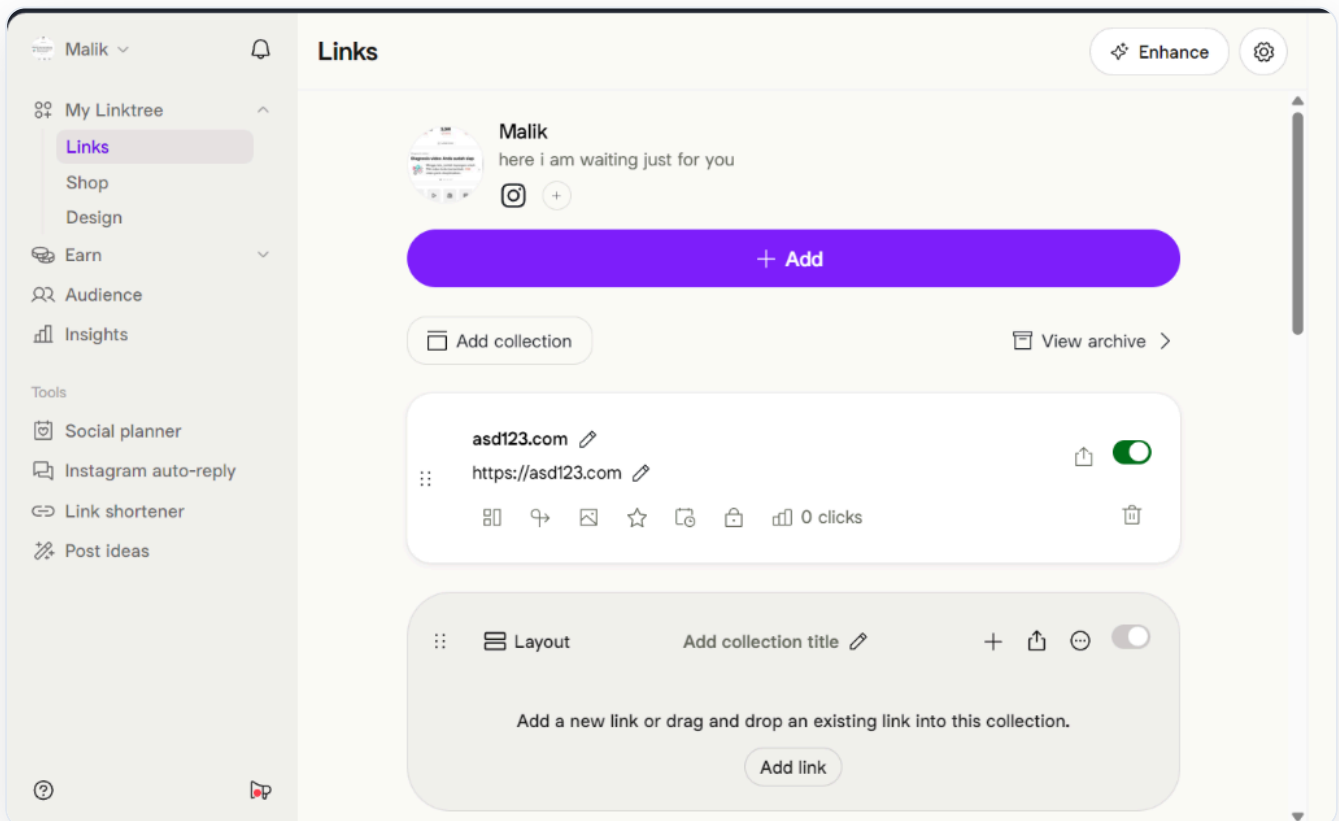 Malik
My Linktree
Links
Shop
Design
Earn
Audience
Insights
Tools
Social planner
Instagram auto-reply
Link shortener
Post ideas
Links
Enhance
Malik
here i am waiting just for you
+ Add
Add collection
View archive
asd123.com
https://asd123.com
0 clicks
Layout
Add collection title
Add a new link or drag and drop an existing link into this collection.
Add link